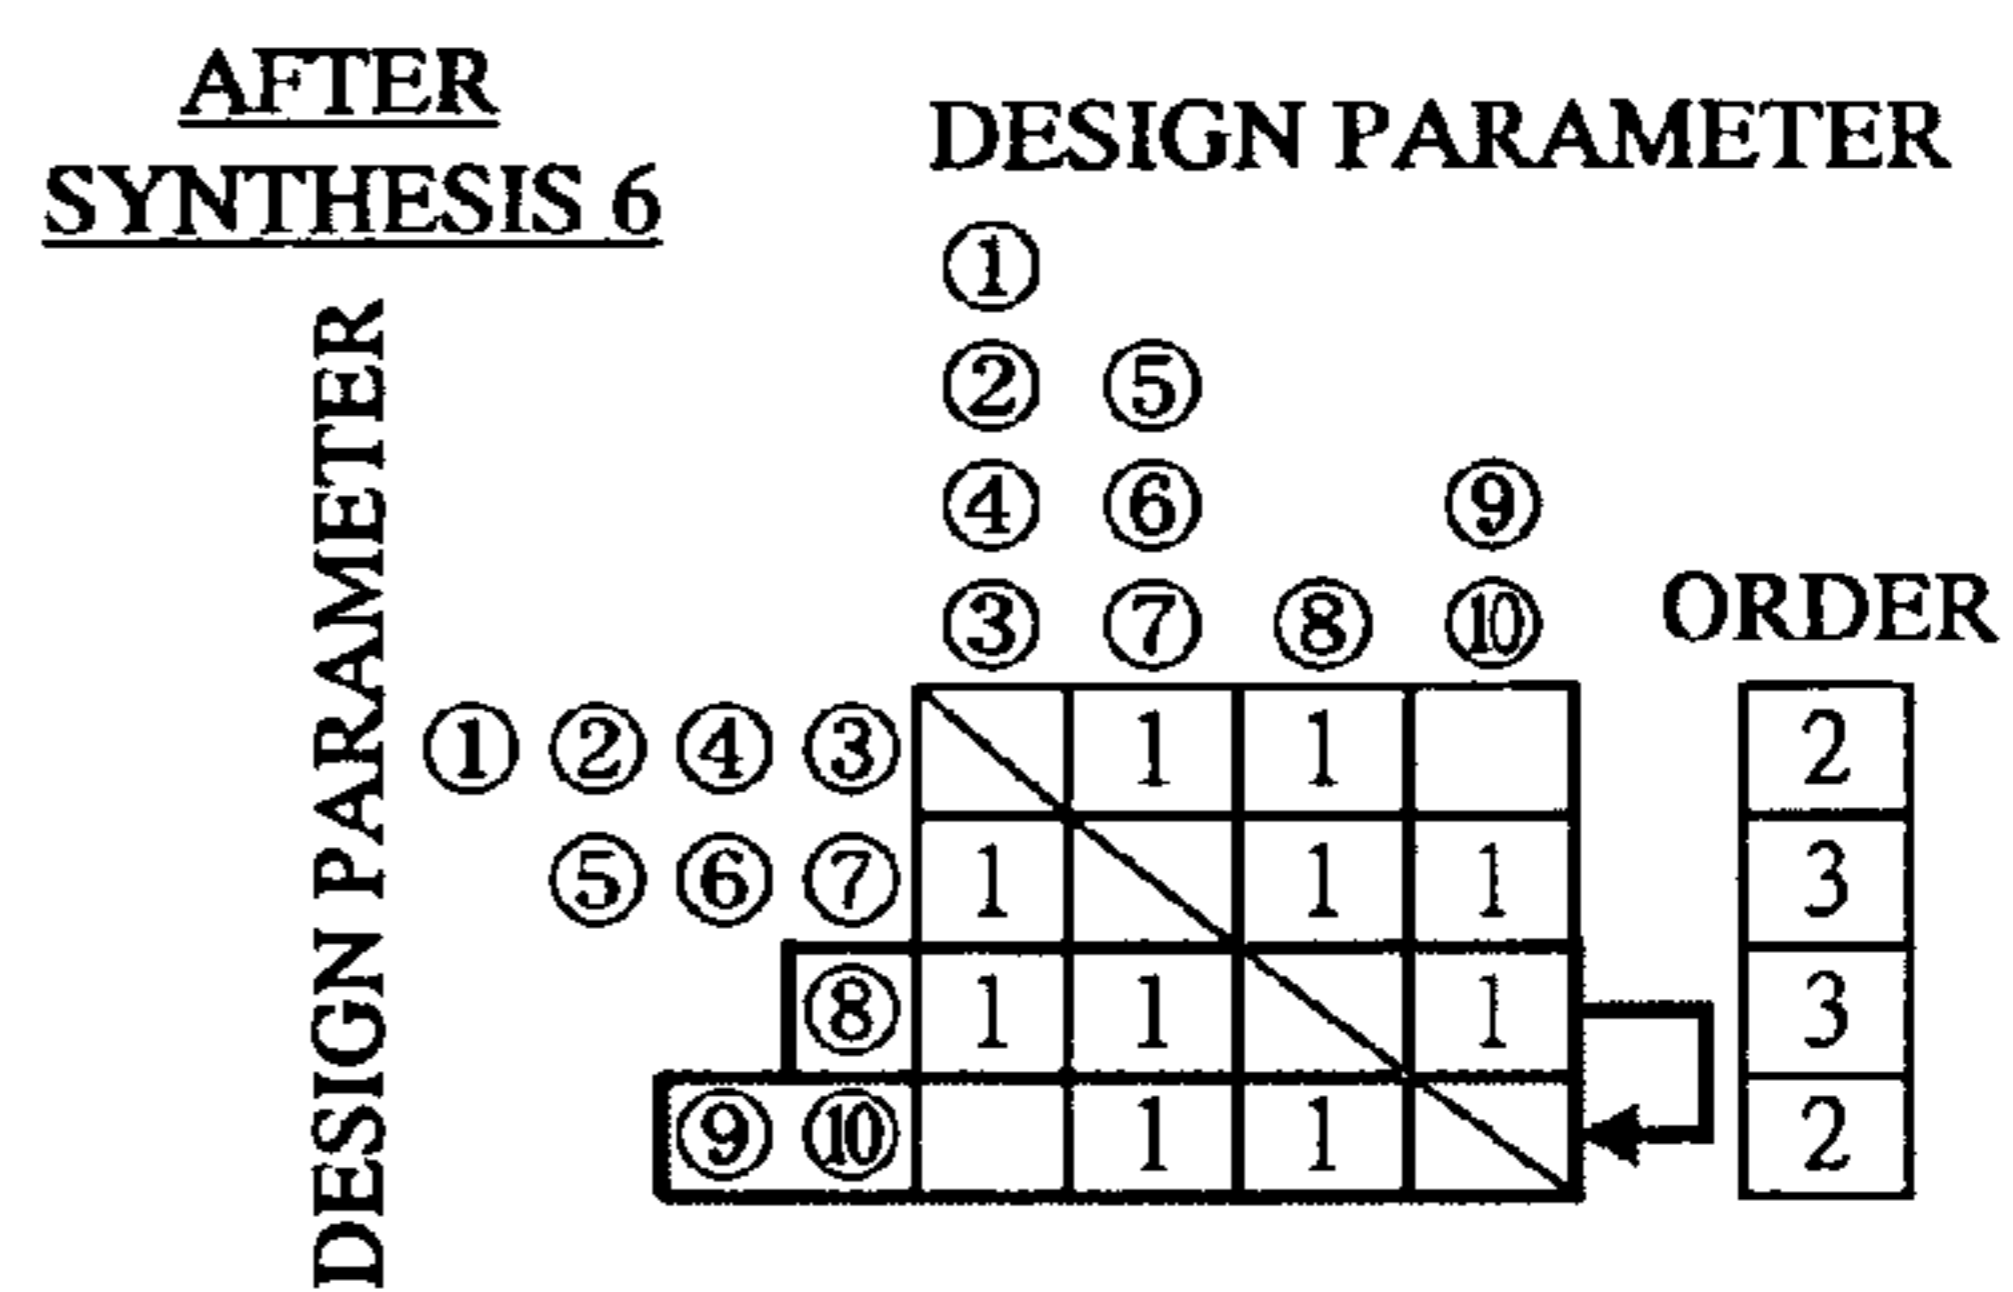 AFTER
SYNTHESIS 6
DESIGN PARAMETER
①
② ⑤
④ ⑥ ⑨
③ ⑦ ⑧ ⑩ ORDER
DESIGN PARAMETER
① ② ④ ③ 1 1 2
⑤ ⑥ ⑦ 1 1 1 3
⑧ 1 1 1 3
⑨ ⑩ 1 1 2